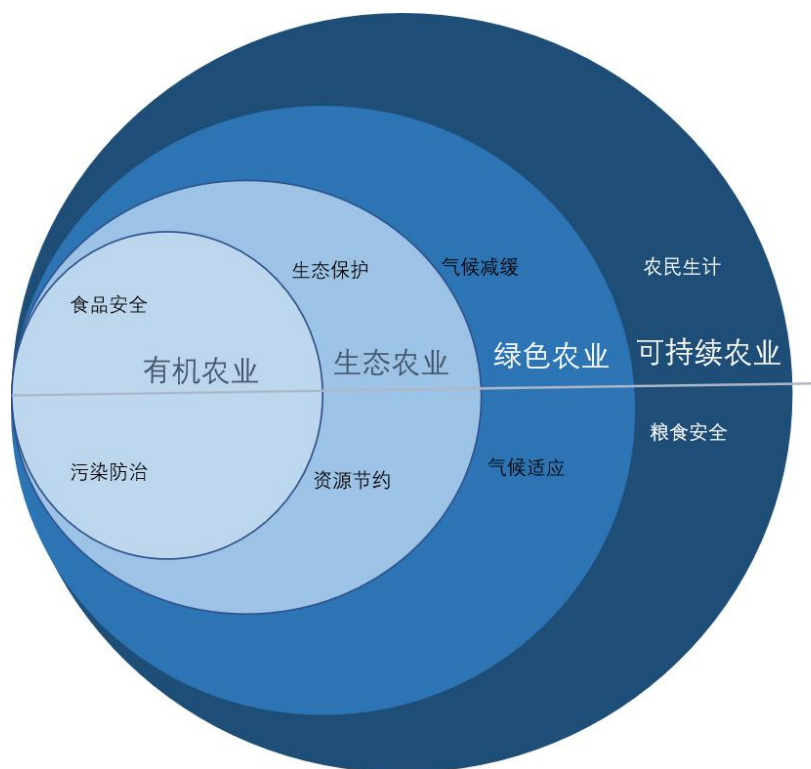 生态保护
气候减缓
农民生计
食品安全
有机农业
生态农业
绿色农业
可持续农业
污染防治
资源节约
气候适应
粮食安全